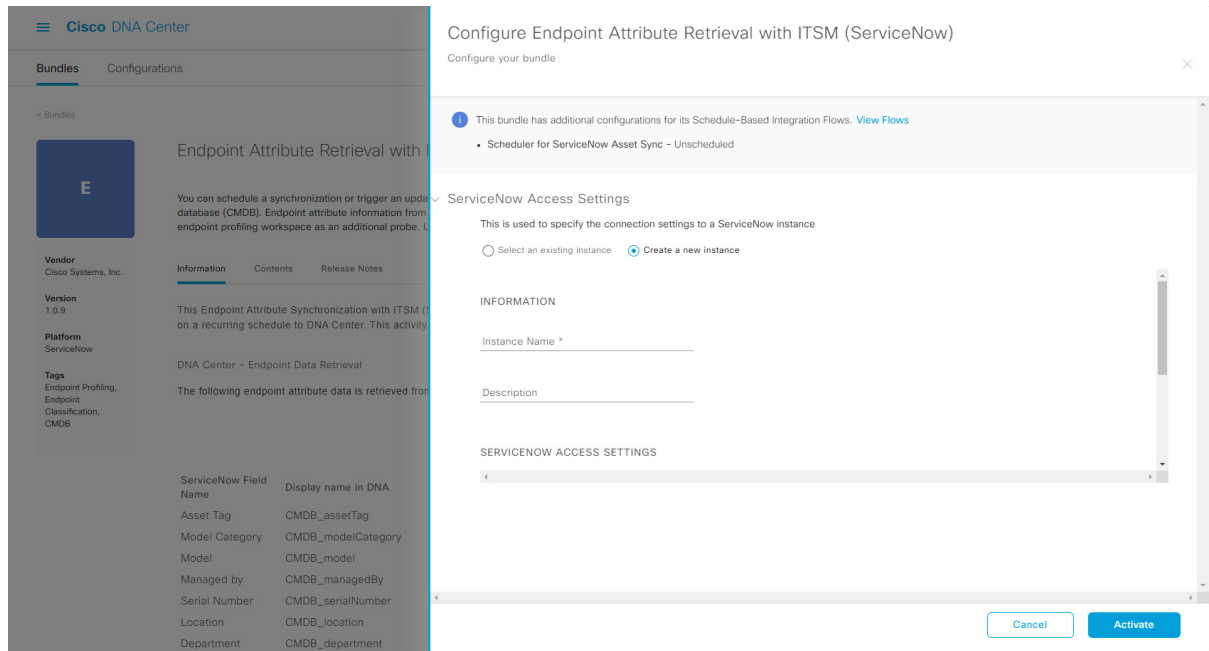 Cisco DNA Center
Bundles Configurations
< Bundles
E
Vendor
Cisco Systems, Inc.
Version
1.0.9
Platform
ServiceNow
Tags
Endpoint Profiling,
Endpoint
Classification,
CMDB
Endpoint Attribute Retrieval with
You can schedule a synchronization or trigger an
database (CMDB). Endpoint attribute information from
endpoint profiling workspace as an additional probe.
Information Contents Release Notes
This Endpoint Attribute Synchronization with ITSM
on a recurring schedule to DNA Center. This activity
DNA Center - Endpoint Data Retrieval
The following endpoint attribute data is retrieved from
ServiceNow Field
Name Display name in DNA
Asset Tag CMDB_assetTag
Model Category CMDB_modelCategory
Model CMDB_model
Managed by CMDB_managedBy
Serial Number CMDB_serialNumber
Location CMDB_location
Department CMDB_department
Configure Endpoint Attribute Retrieval with ITSM (ServiceNow)
Configure your bundle
This bundle has additional configurations for its Schedule-Based Integration Flows. View Flows
• Scheduler for ServiceNow Asset Sync - Unscheduled
ServiceNow Access Settings
This is used to specify the connection settings to a ServiceNow instance
Select an existing instance Create a new instance
INFORMATION
Instance Name *
Description
SERVICENOW ACCESS SETTINGS
Cancel Activate